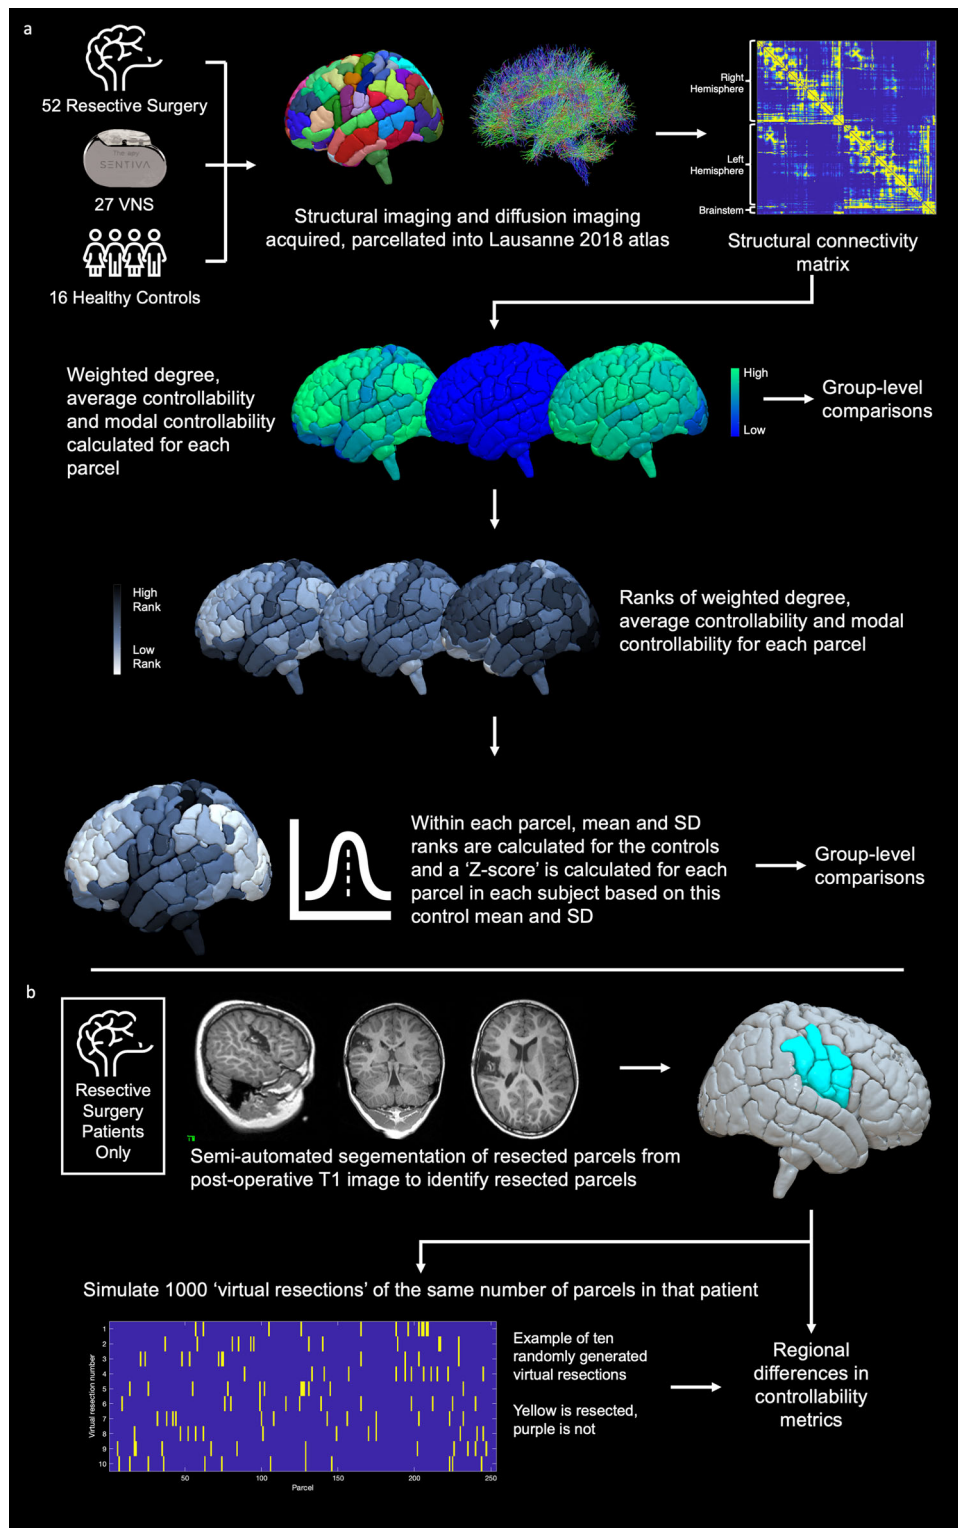 a
52 Resective Surgery
SENTIVA
27 VNS
16 Healthy Controls
Structural imaging and diffusion imaging
acquired, parcellated into Lausanne 2018 atlas
Right
Hemisphere
Left
Hemisphere
Brainstem
Structural connectivity
matrix
Weighted degree,
average controllability
and modal controllability
calculated for each
parcel
High
Low
Group-level
comparisons
High
Rank
Low
Rank
Ranks of weighted degree,
average controllability and modal
controllability for each parcel
Within each parcel, mean and SD
ranks are calculated for the controls
and a ‘Z-score’ is calculated for each
parcel in each subject based on this
control mean and SD
Group-level
comparisons
b
Resective
Surgery
Patients
Only
Semi-automated segementation of resected parcels from
post-operative T1 image to identify resected parcels
Simulate 1000 ‘virtual resections’ of the same number of parcels in that patient
Virtual resection number
1
2
3
4
5
6
7
8
9
10
50
100
150
200
250
Parcel
Example of ten
randomly generated
virtual resections
Yellow is resected,
purple is not
Regional
differences in
controllability
metrics